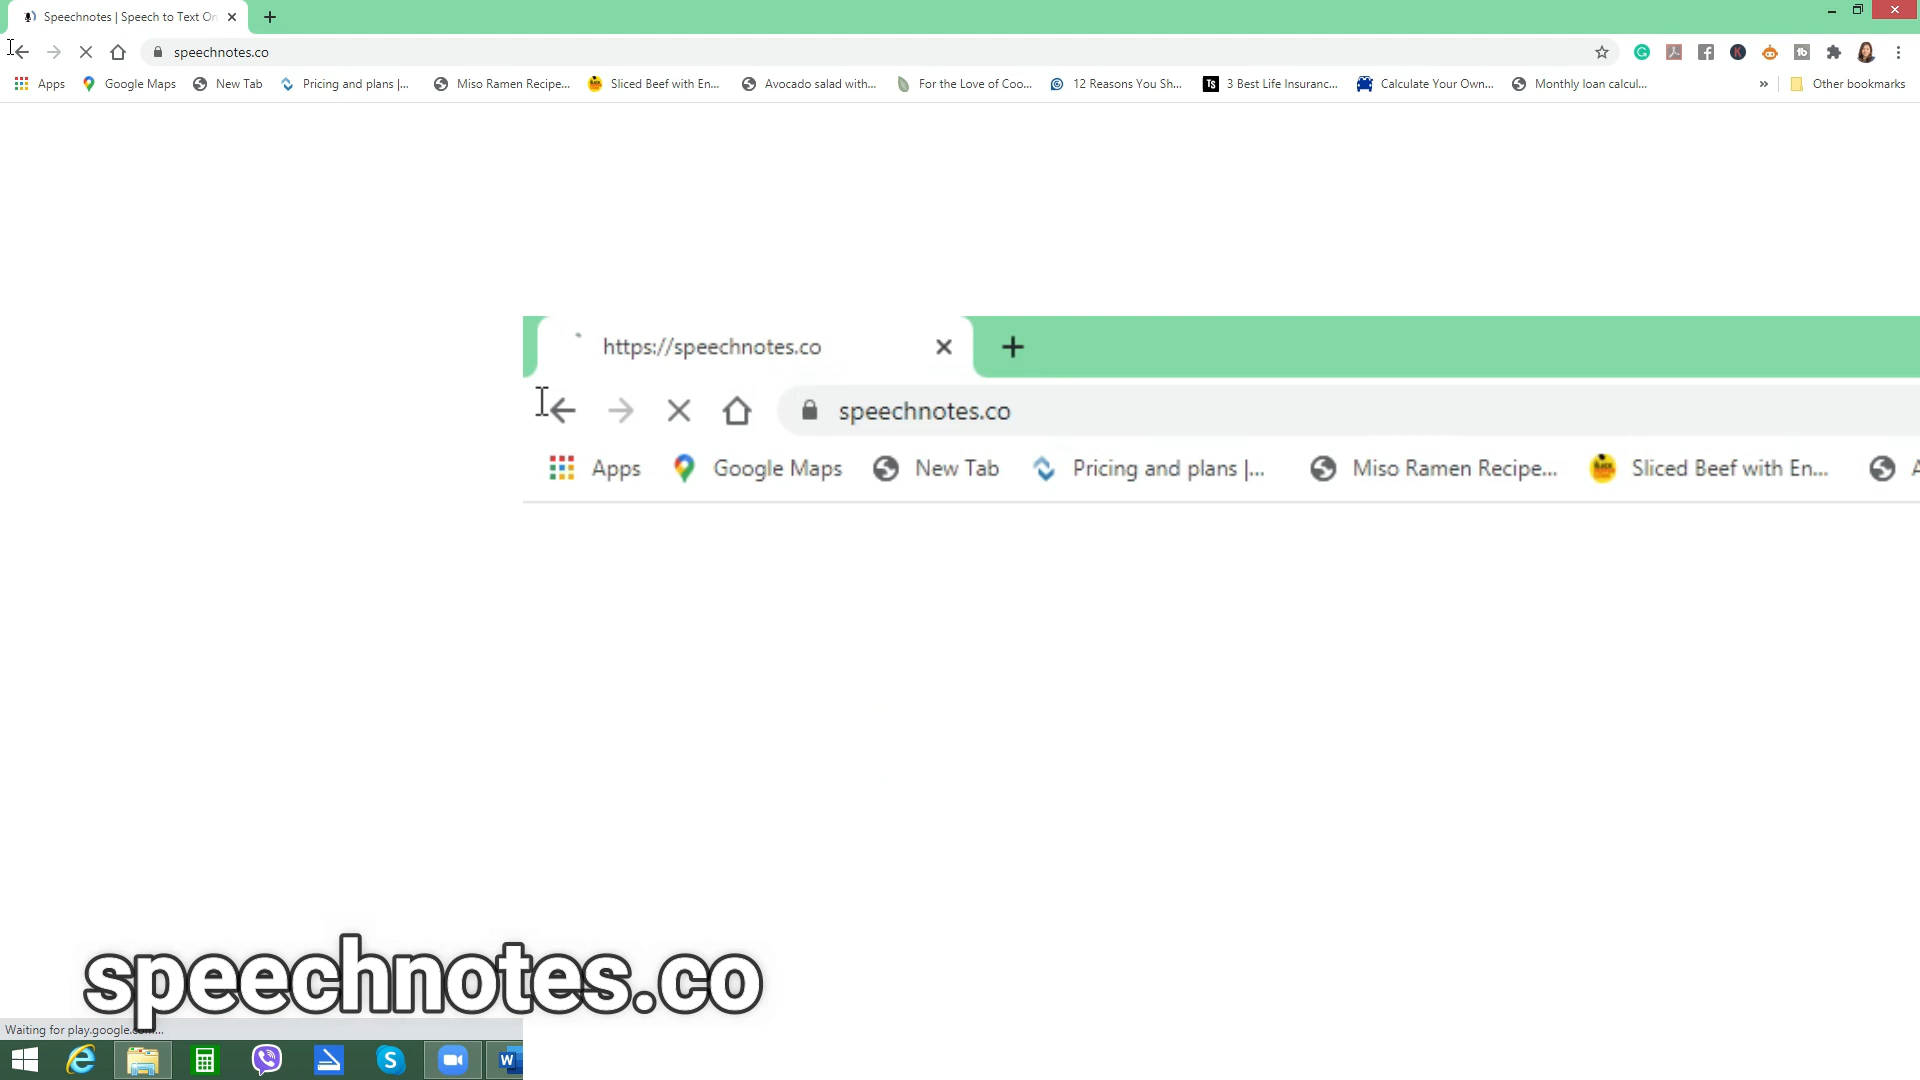 Speechnotes | Speech to Text On
speechnotes.co
Apps Google Maps New Tab Pricing and plans |... Miso Ramen Recipe... Sliced Beef with En... Avocado salad with... For the Love of Coo... 12 Reasons You Sh... 3 Best Life Insuranc... Calculate Your Own... Monthly loan calcul... » Other bookmarks
https://speechnotes.co
speechnotes.co
Apps Google Maps New Tab Pricing and plans |... Miso Ramen Recipe... Sliced Beef with En... A
speechnotes.co
Waiting for play.google.com...